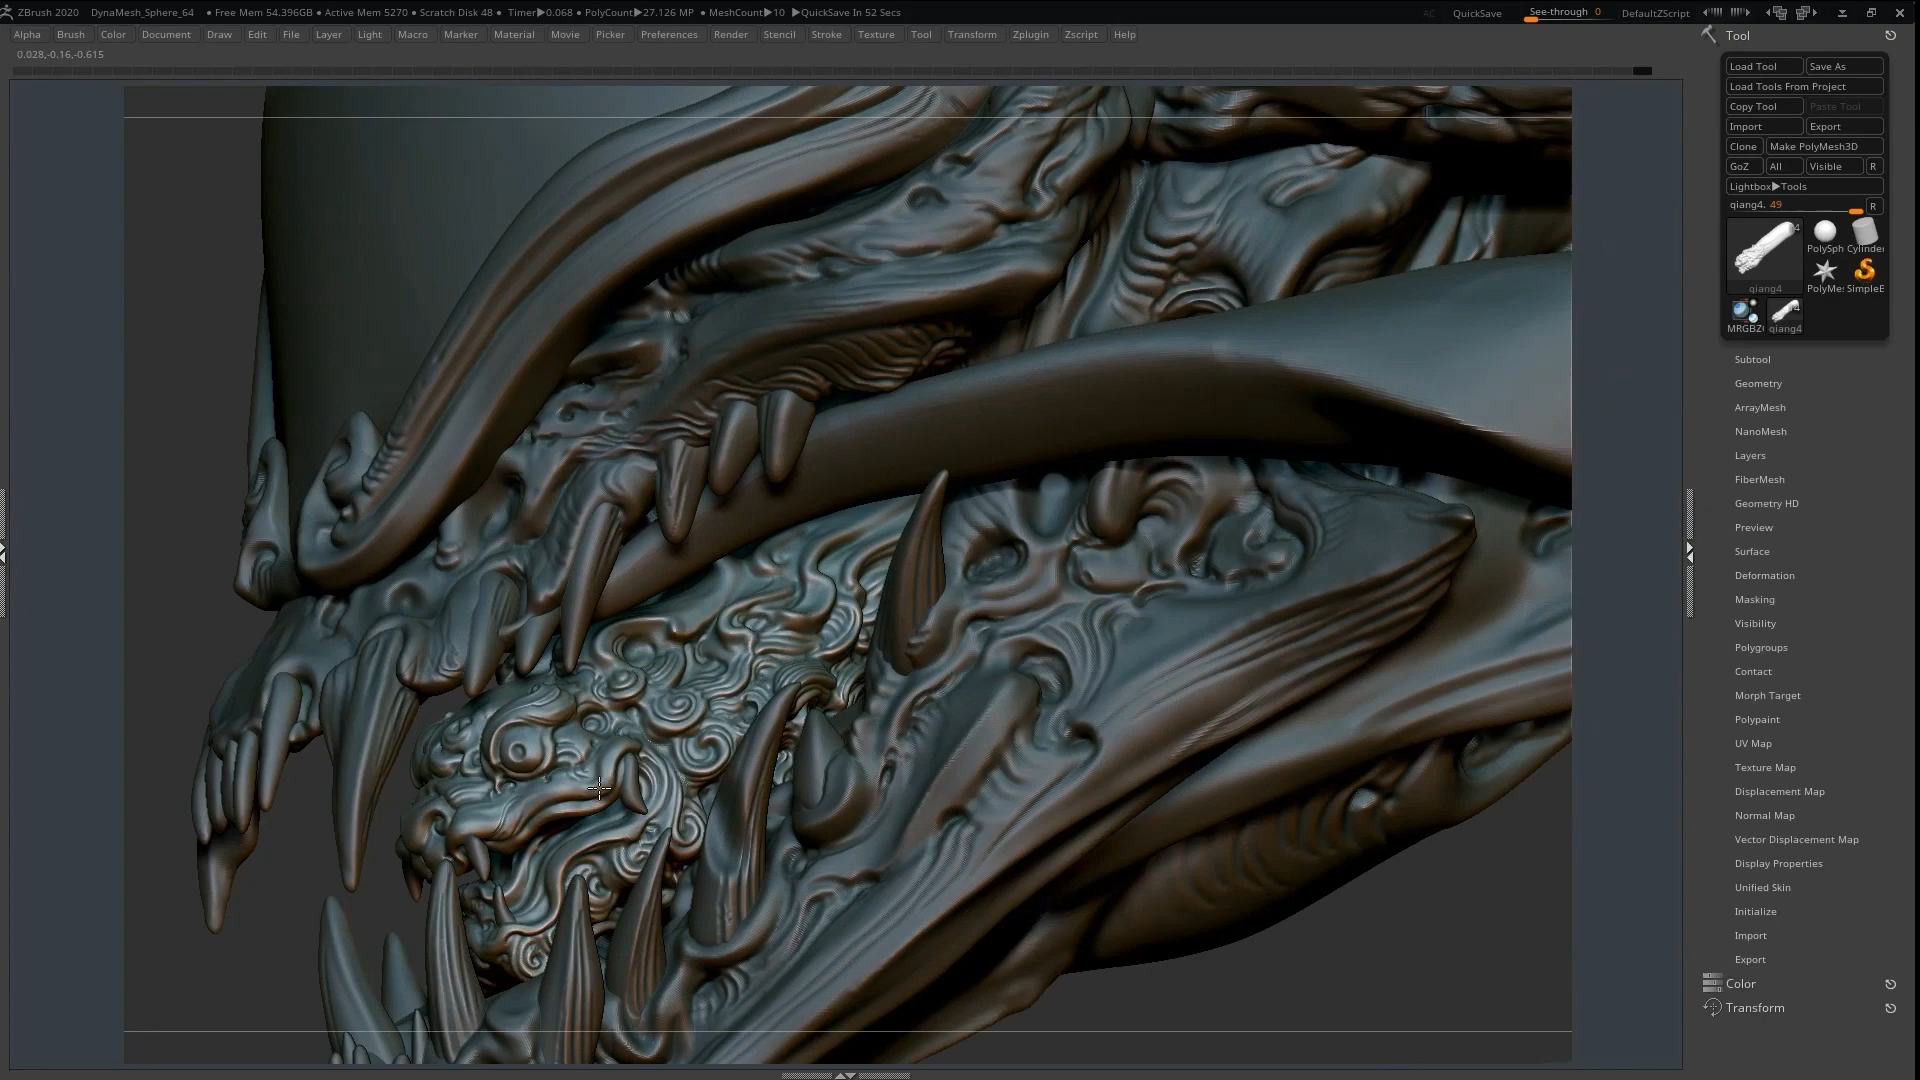 ZBrush 2020 DynaMesh_Sphere_64 • Free Mem 54.396GB • Active Mem 5270 • Scratch Disk 48 • Timer▶0.068 • PolyCount▶27.126 MP • MeshCount▶10 ▶QuickSave In 52 Secs AC QuickSave See-through 0 DefaultZScript
Alpha Brush Color Document Draw Edit File Layer Light Macro Marker Material Movie Picker Preferences Render Stencil Stroke Texture Tool Transform Zplugin Zscript Help
0.028,-0.16,-0.615
Tool
Load Tool Save As
Load Tools From Project
Copy Tool Paste Tool
Import Export
Clone Make PolyMesh3D
GoZ All Visible R
Lightbox▶Tools
qiang4. 49 R
4
PolySph Cylinde
qiang4 PolyMe: SimpleE
4
MRGBZ qiang4
Subtool
Geometry
ArrayMesh
NanoMesh
Layers
FiberMesh
Geometry HD
Preview
Surface
Deformation
Masking
Visibility
Polygroups
Contact
Morph Target
Polypaint
UV Map
Texture Map
Displacement Map
Normal Map
Vector Displacement Map
Display Properties
Unified Skin
Initialize
Import
Export
Color
Transform